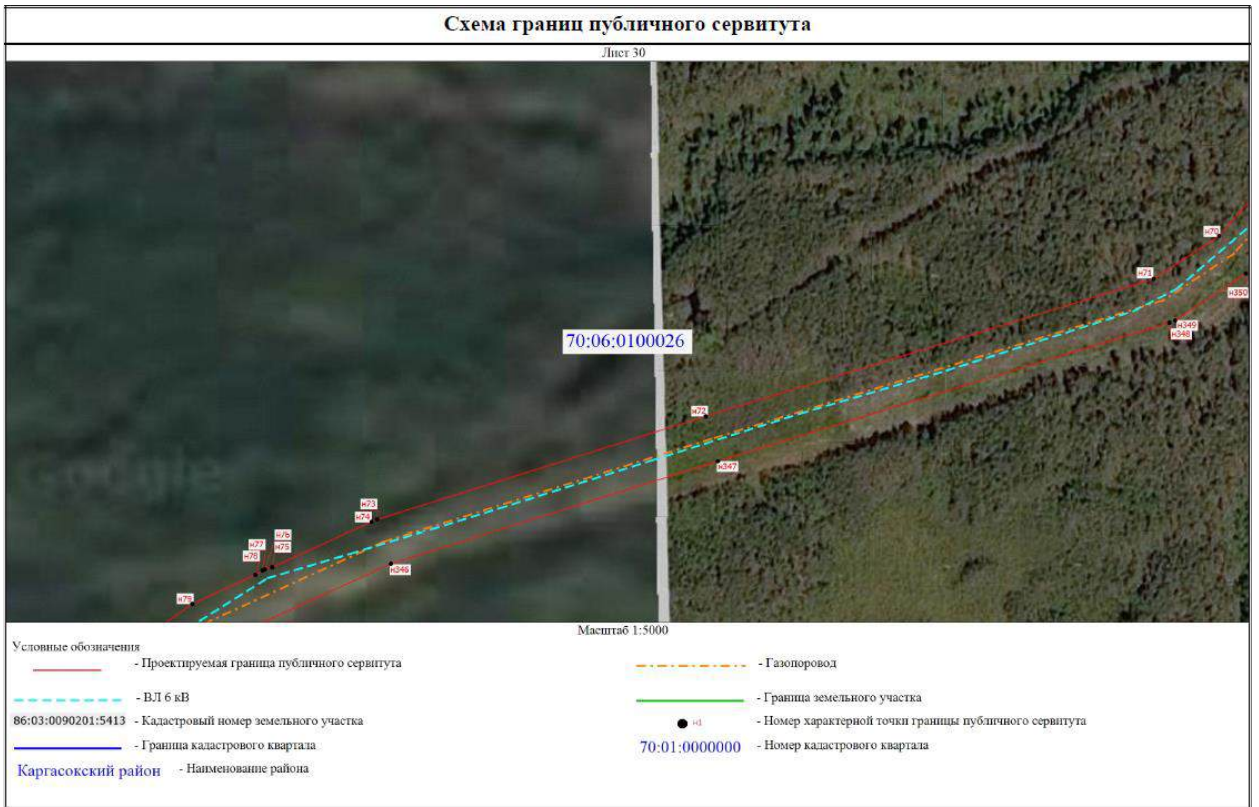 Схема границ публичного сервитута
Лист 30
н70
н71
н350
н349
н348
70:06:0100026
н72
н347
н73
н74
н76
н77
н75
н78
н346
н79
Масштаб 1:5000
Условные обозначения
- Проектируемая граница публичного сервитута
- Газопоровод
- ВЛ 6 кВ
- Граница земельного участка
86:03:0090201:5413 - Кадастровый номер земельного участка
н1 - Номер характерной точки границы публичного сервитута
- Граница кадастрового квартала
70:01:0000000 - Номер кадастрового квартала
Каргасокский район - Наименование района